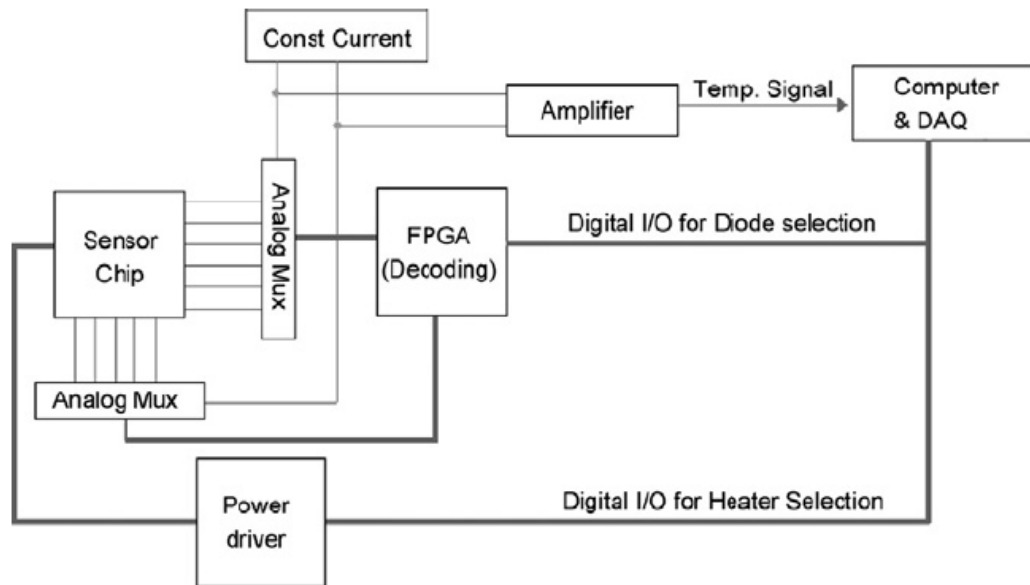 Const Current
Temp. Signal
Amplifier
Computer
& DAQ
Analog Mux
Sensor
Chip
FPGA
(Decoding)
Digital I/O for Diode selection
Analog Mux
Power
driver
Digital I/O for Heater Selection